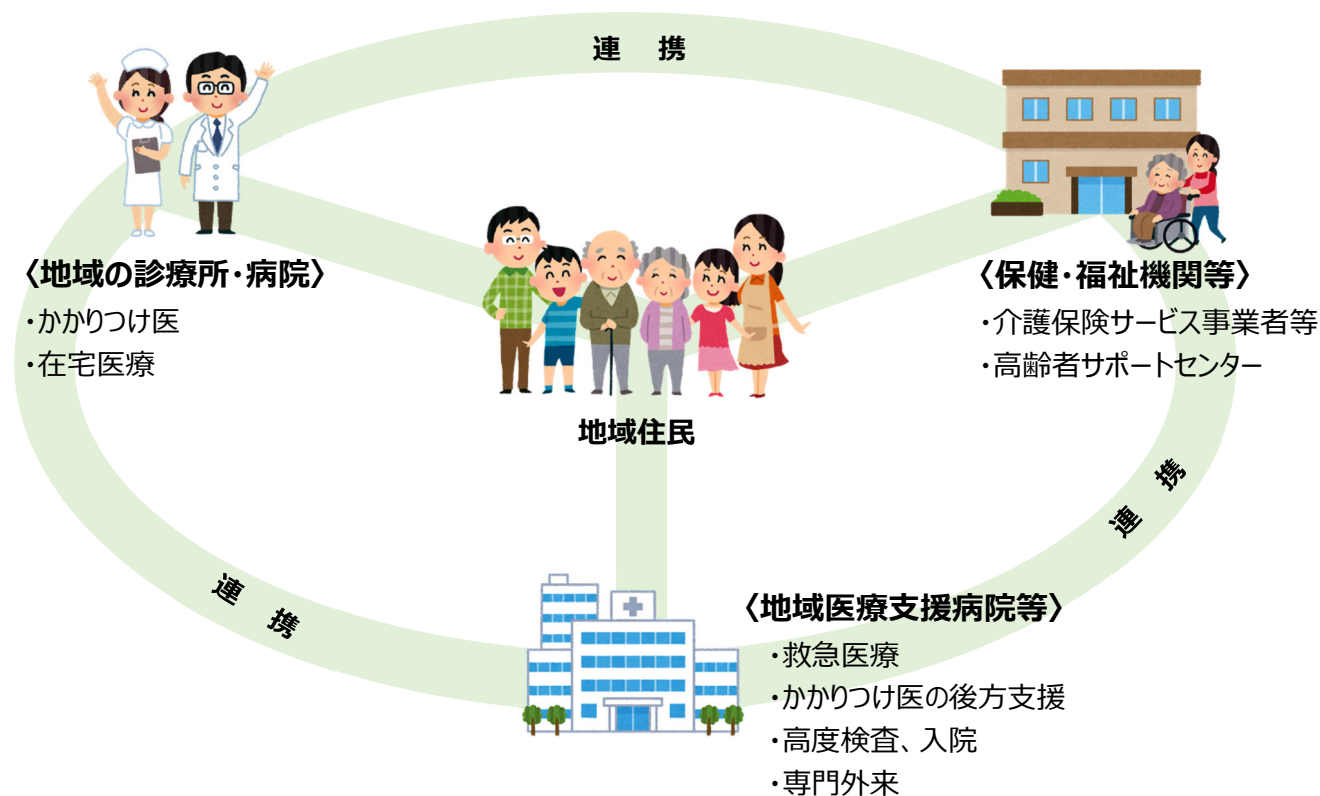 連 携
〈地域の診療所・病院〉
・かかりつけ医
・在宅医療
〈保健・福祉機関等〉
・介護保険サービス事業者等
・高齢者サポートセンター
地域住民
連 携
連 携
〈地域医療支援病院等〉
・救急医療
・かかりつけ医の後方支援
・高度検査、入院
・専門外来